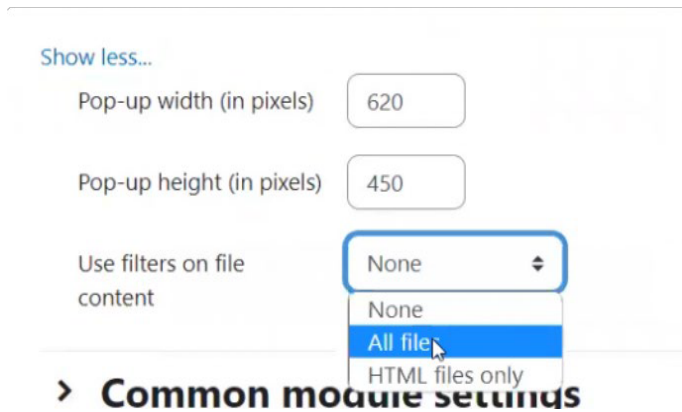 Show less...
Pop-up width (in pixels) 620
Pop-up height (in pixels) 450
Use filters on file
content
None
None
All files
HTML files only
Common module settings